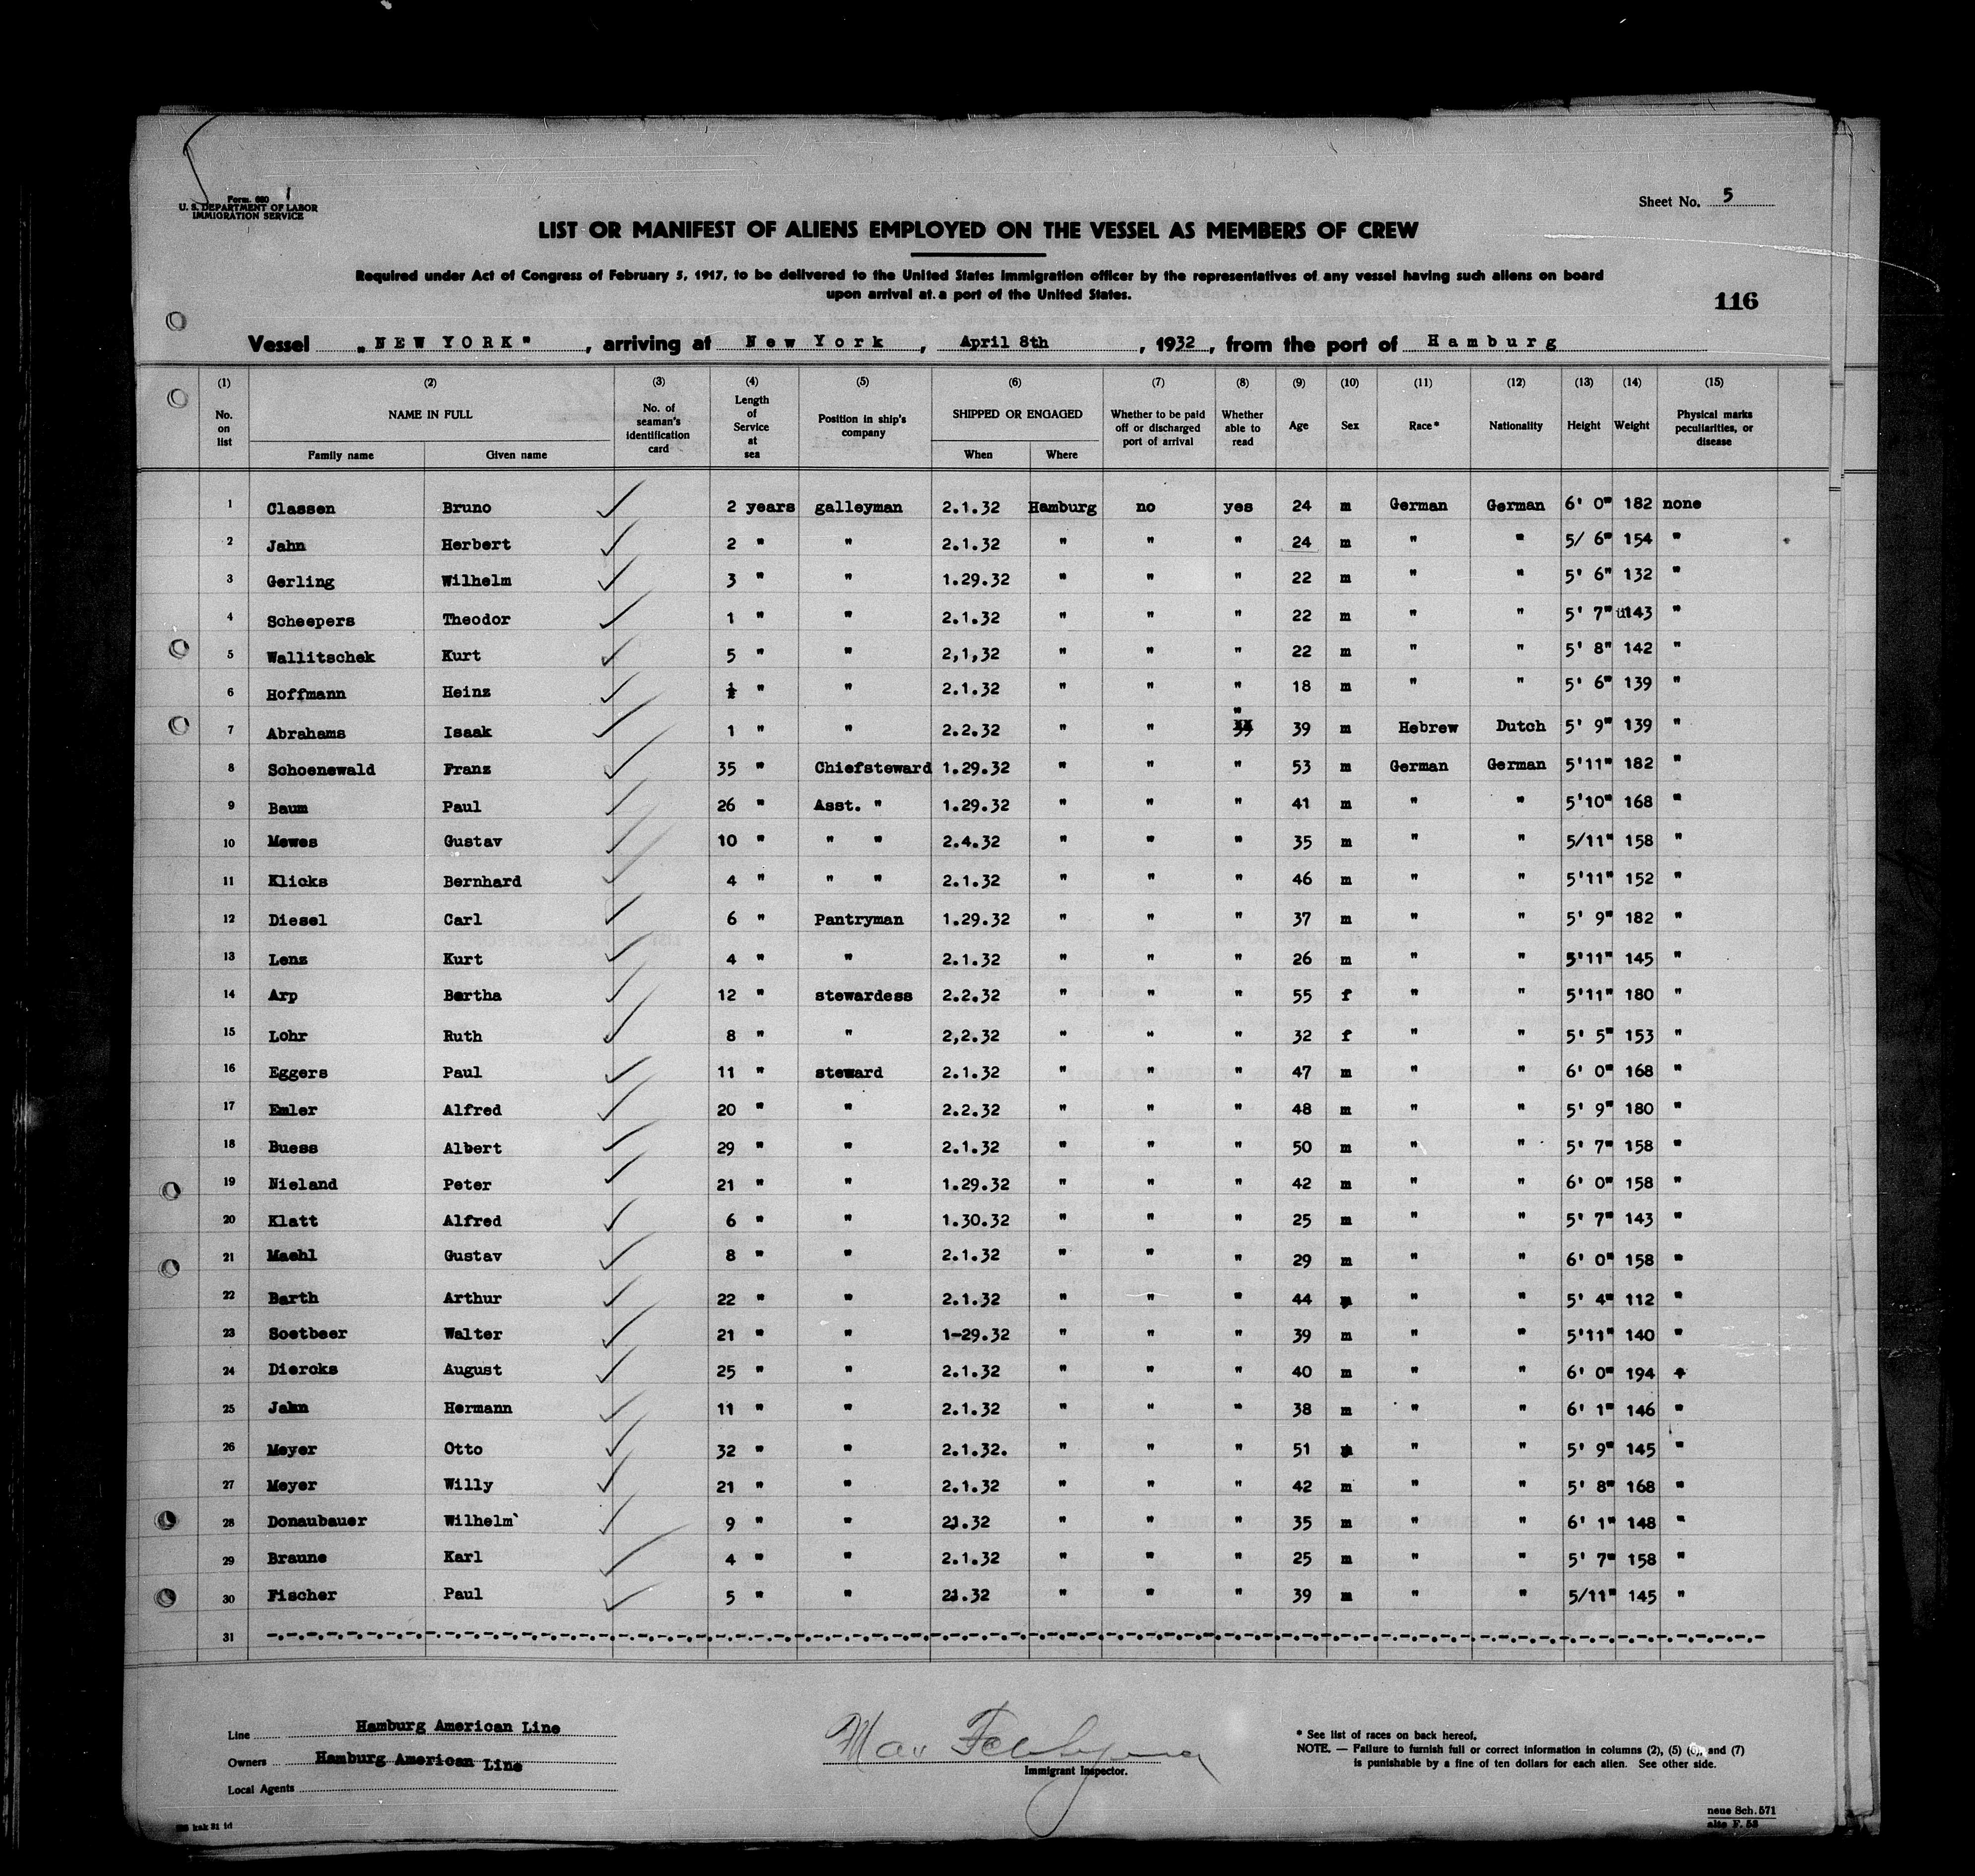 Form. 680 1
U. S. DEPARTMENT OF LABOR
IMMIGRATION SERVICE
Sheet No. 5
LIST OR MANIFEST OF ALIENS EMPLOYED ON THE VESSEL AS MEMBERS OF CREW
Required under Act of Congress of February 5, 1917, to be delivered to the United States immigration officer by the representatives of any vessel having such aliens on board
upon arrival at a port of the United States.
116
Vessel „NEW YORK" , arriving at New York , April 8th , 1932 , from the port of Hamburg
(1) (2) (3) (4) (5) (6) (7) (8) (9) (10) (11) (12) (13) (14) (15)
No. on list NAME IN FULL Family name Given name No. of seaman's identification card Length of Service at sea Position in ship's company SHIPPED OR ENGAGED When Where Whether to be paid off or discharged port of arrival Whether able to read Age Sex Race* Nationality Height Weight Physical marks peculiarities, or disease
1 Classen Bruno 2 years galleyman 2.1.32 Hamburg no yes 24 m German German 6' 0" 182 none
2 Jahn Herbert 2 " " 2.1.32 " " " 24 m " " 5/ 6" 154 "
3 Gerling Wilhelm 3 " " 1.29.32 " " " 22 m " " 5' 6" 132 "
4 Scheepers Theodor 1 " " 2.1.32 " " " 22 m " " 5' 7" 143 "
5 Wallitschek Kurt 5 " " 2,1,32 " " " 22 m " " 5' 8" 142 "
6 Hoffmann Heinz ½ " " 2.1.32 " " " 18 m " " 5' 6" 139 "
7 Abrahams Isaak 1 " " 2.2.32 " " " 39 m Hebrew Dutch 5' 9" 139 "
8 Schoenewald Franz 35 " Chiefsteward 1.29.32 " " " 53 m German German 5'11" 182 "
9 Baum Paul 26 " Asst. " 1.29.32 " " " 41 m " " 5'10" 168 "
10 Mewes Gustav 10 " " " 2.4.32 " " " 35 m " " 5/11" 158 "
11 Klicks Bernhard 4 " " " 2.1.32 " " " 46 m " " 5'11" 152 "
12 Diesel Carl 6 " Pantryman 1.29.32 " " " 37 m " " 5' 9" 182 "
13 Lenz Kurt 4 " " 2.1.32 " " " 26 m " " 5'11" 145 "
14 Arp Bertha 12 " stewardess 2.2.32 " " " 55 f " " 5'11" 180 "
15 Lohr Ruth 8 " " 2,2.32 " " " 32 f " " 5' 5" 153 "
16 Eggers Paul 11 " steward 2.1.32 " " " 47 m " " 6' 0" 168 "
17 Emler Alfred 20 " " 2.2.32 " " " 48 m " " 5' 9" 180 "
18 Buess Albert 29 " " 2.1.32 " " " 50 m " " 5' 7" 158 "
19 Nieland Peter 21 " " 1.29.32 " " " 42 m " " 6' 0" 158 "
20 Klatt Alfred 6 " " 1.30.32 " " " 25 m " " 5' 7" 143 "
21 Maehl Gustav 8 " " 2.1.32 " " " 29 m " " 6' 0" 158 "
22 Barth Arthur 22 " " 2.1.32 " " " 44 m " " 5' 4" 112 "
23 Soetbeer Walter 21 " " 1-29.32 " " " 39 m " " 5'11" 140 "
24 Diercks August 25 " " 2.1.32 " " " 40 m " " 6' 0" 194 "
25 Jahn Hermann 11 " " 2.1.32 " " " 38 m " " 6' 1" 146 "
26 Meyer Otto 32 " " 2.1.32. " " " 51 m " " 5' 9" 145 "
27 Meyer Willy 21 " " 2.1.32 " " " 42 m " " 5' 8" 168 "
28 Donaubauer Wilhelm 9 " " 21.32 " " " 35 m " " 6' 1" 148 "
29 Braune Karl 4 " " 2.1.32 " " " 25 m " " 5' 7" 158 "
30 Fischer Paul 5 " " 21.32 " " " 39 m " " 5/11" 145 "
31
Line Hamburg American Line
Owners Hamburg American Line
Local Agents
Max
Immigrant Inspector.
* See list of races on back hereof.
NOTE. — Failure to furnish full or correct information in columns (2), (5) (6), and (7)
is punishable by a fine of ten dollars for each alien. See other side.
neue Sch. 571
alte F. 58